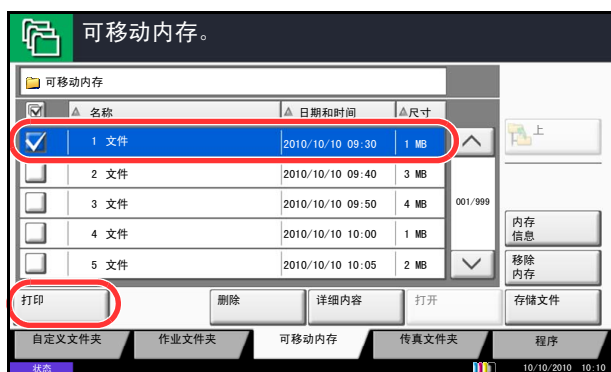 可移动内存。
可移动内存
名称 日期和时间 尺寸
1 文件 2010/10/10 09:30 1 MB
上
2 文件 2010/10/10 09:40 3 MB
3 文件 2010/10/10 09:50 4 MB
001/999
4 文件 2010/10/10 10:00 1 MB
内存
信息
5 文件 2010/10/10 10:05 2 MB
移除
内存
打印 删除 详细内容 打开 存储文件
自定义文件夹 作业文件夹 可移动内存 传真文件夹 程序
状态 10/10/2010 10:10